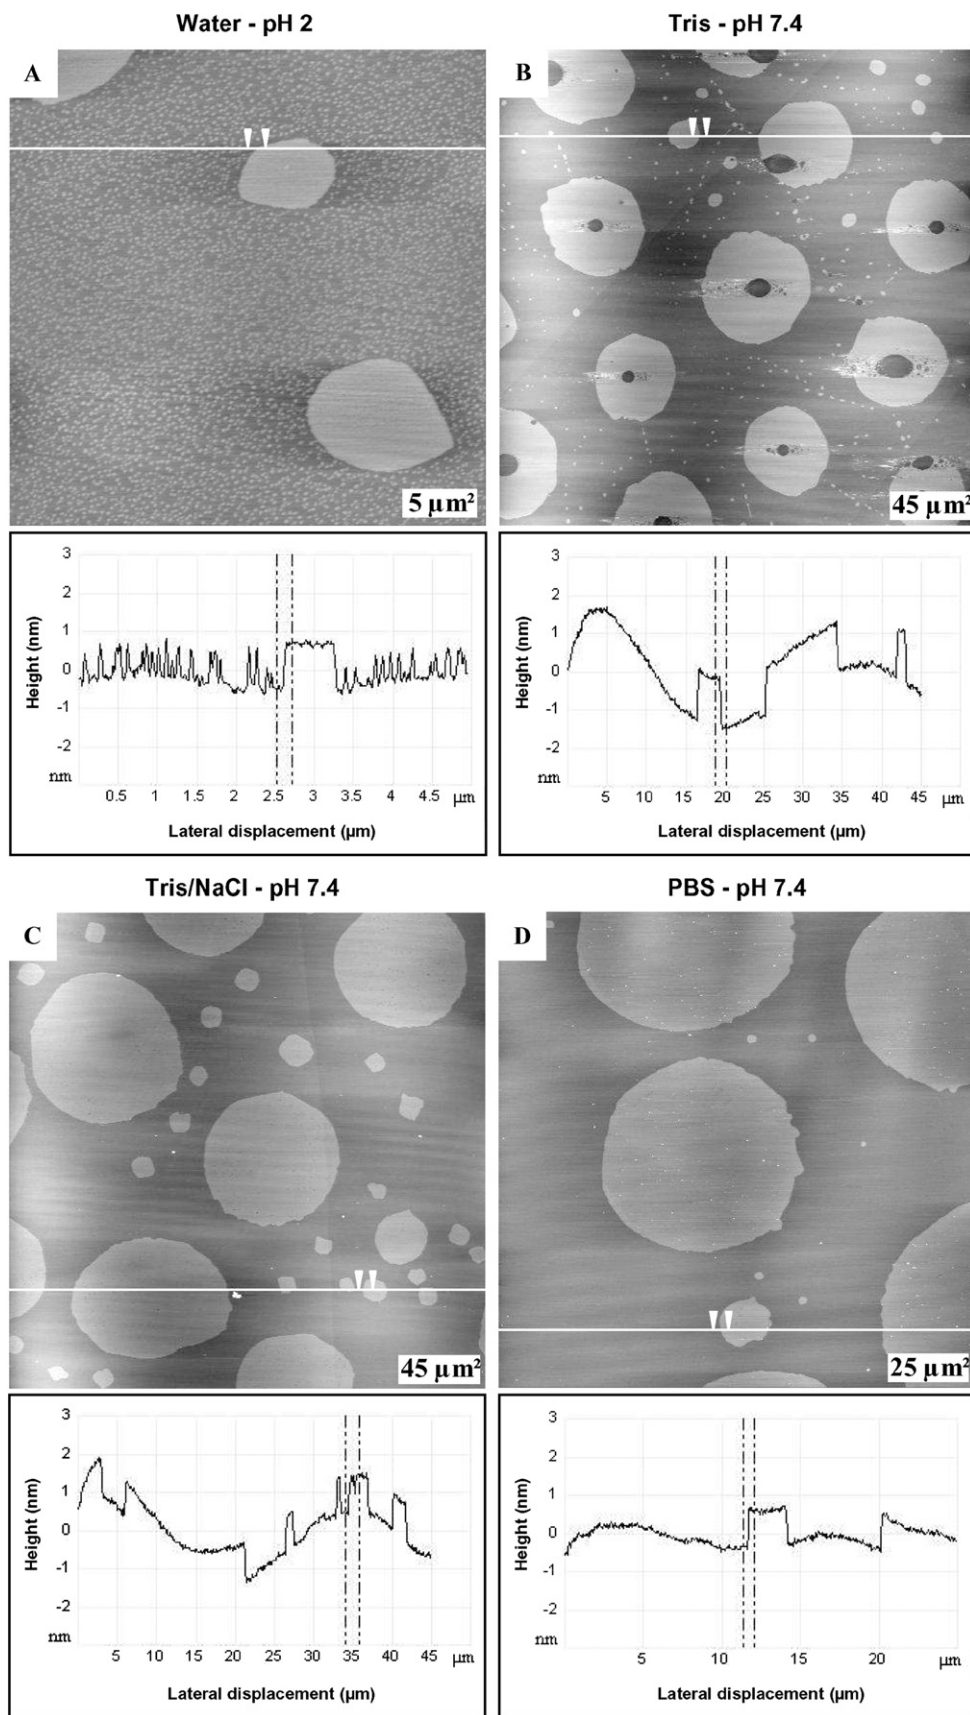 Water - pH 2
Tris - pH 7.4
A
B
5 µm²
45 µm²
3
2
1
0
-1
-2
nm
Height (nm)
0.5 1 1.5 2 2.5 3 3.5 4 4.5 µm
Lateral displacement (µm)
3
2
1
0
-1
-2
nm
Height (nm)
5 10 15 20 25 30 35 40 45 µm
Lateral displacement (µm)
Tris/NaCl - pH 7.4
PBS - pH 7.4
C
D
45 µm²
25 µm²
3
2
1
0
-1
-2
nm
Height (nm)
5 10 15 20 25 30 35 40 45 µm
Lateral displacement (µm)
3
2
1
0
-1
-2
nm
Height (nm)
5 10 15 20 µm
Lateral displacement (µm)